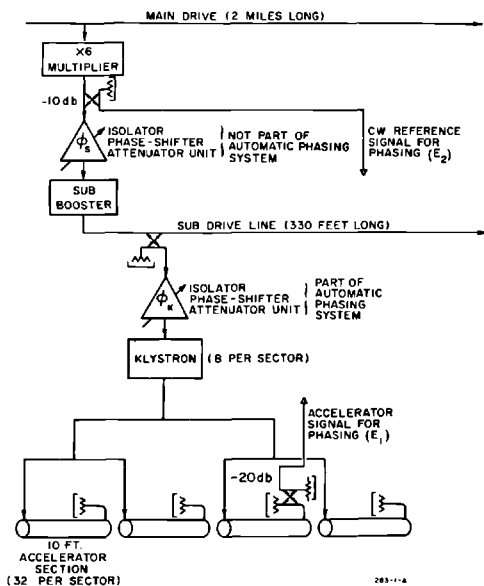 MAIN DRIVE (2 MILES LONG)
X6
MULTIPLIER
-10db
ϕS
ISOLATOR
PHASE-SHIFTER
ATTENUATOR UNIT
NOT PART OF
AUTOMATIC PHASING
SYSTEM
CW REFERENCE
SIGNAL FOR
PHASING (E2)
SUB
BOOSTER
SUB DRIVE LINE (330 FEET LONG)
ϕK
ISOLATOR
PHASE-SHIFTER
ATTENUATOR UNIT
PART OF
AUTOMATIC
PHASING
SYSTEM
KLYSTRON
(8 PER SECTOR)
ACCELERATOR
SIGNAL FOR
PHASING (E1)
-20db
10 FT.
ACCELERATOR
SECTION
(32 PER SECTOR)
283-1-A